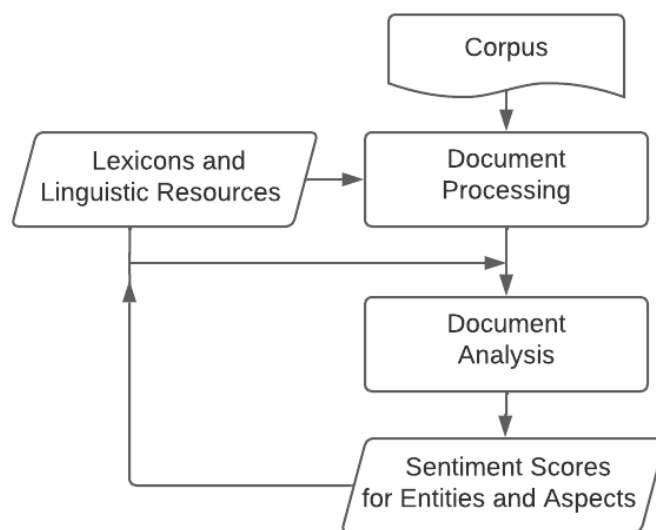 Corpus
Lexicons and
Linguistic Resources
Document
Processing
Document
Analysis
Sentiment Scores
for Entities and Aspects